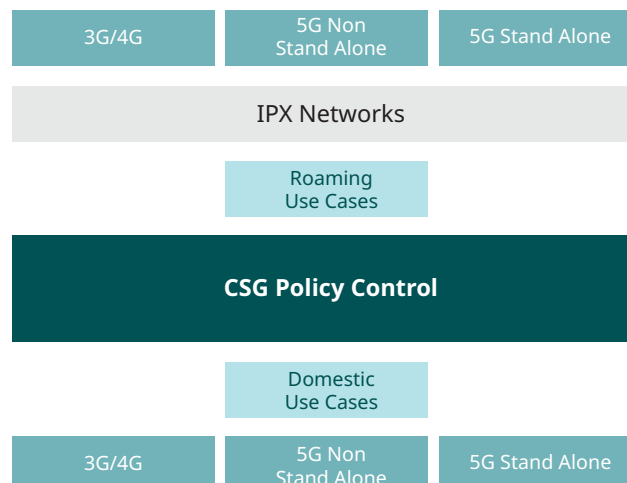 3G/4G
5G Non
Stand Alone
5G Stand Alone
IPX Networks
Roaming
Use Cases
CSG Policy Control
Domestic
Use Cases
3G/4G
5G Non
Stand Alone
5G Stand Alone